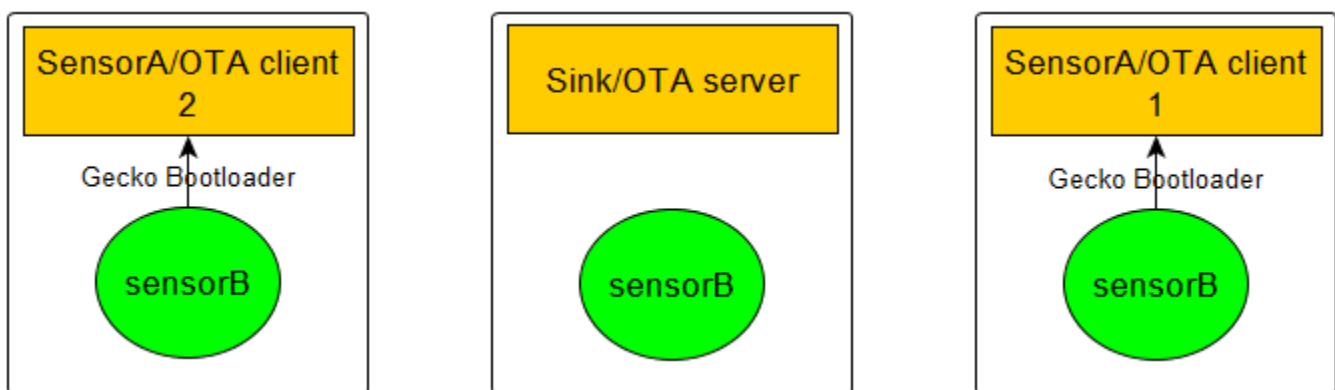 SensorA/OTA client
2
Gecko Bootloader
sensorB
Sink/OTA server
sensorB
SensorA/OTA client
1
Gecko Bootloader
sensorB